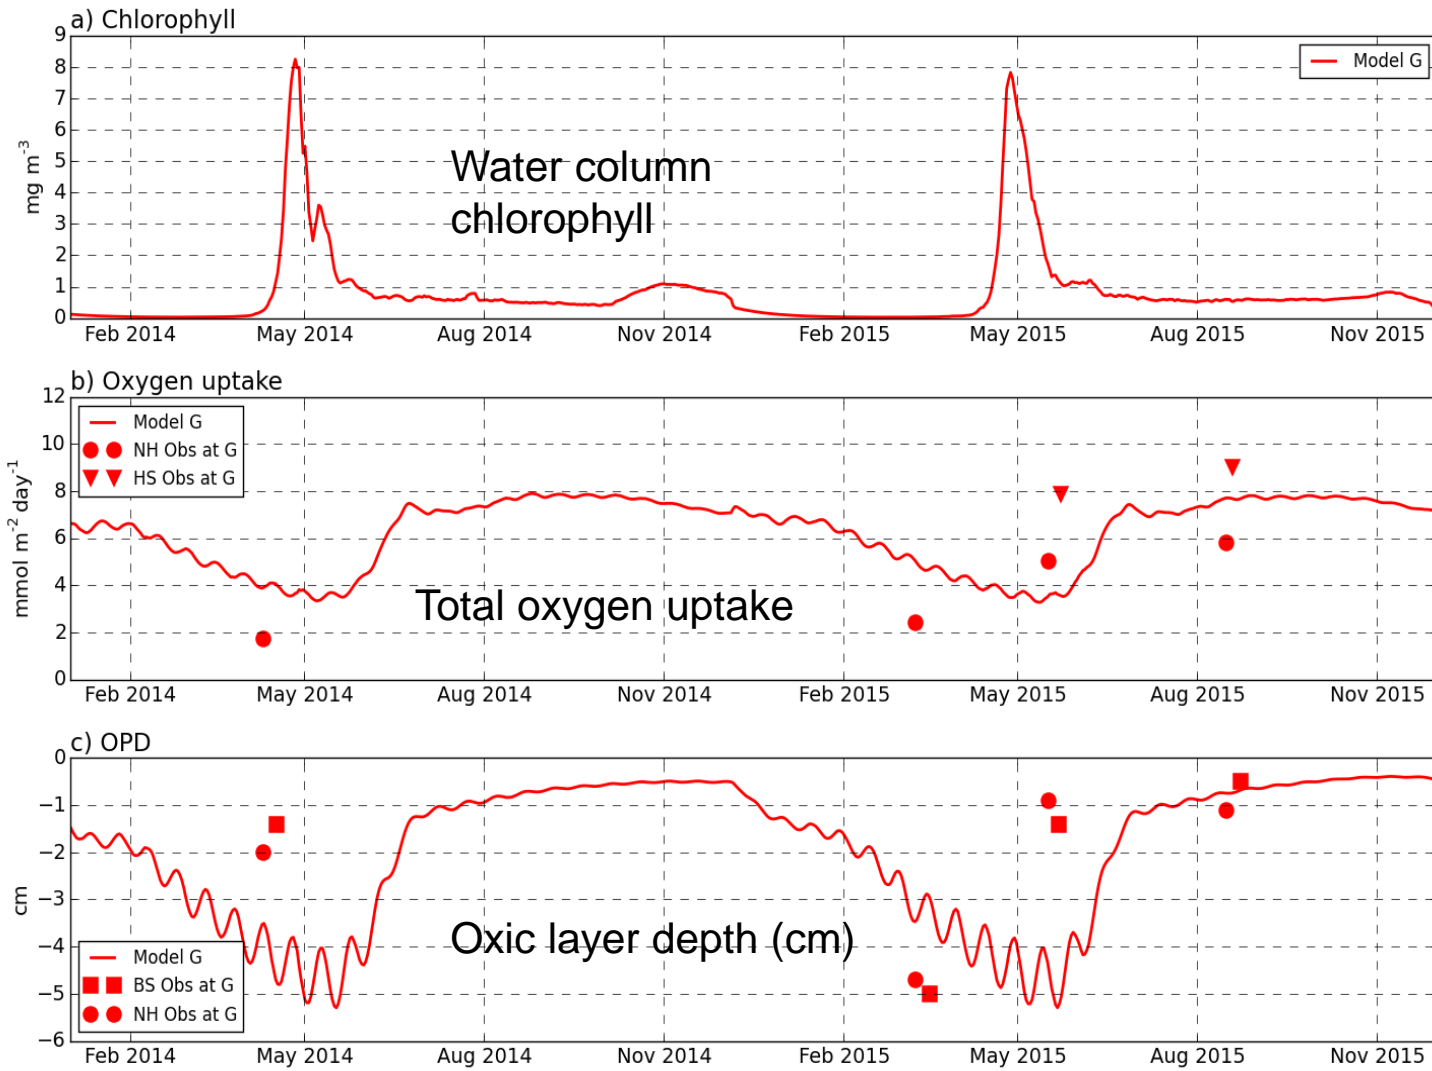 a) Chlorophyll
9
8
7
6
5
4
3
2
1
0
mg m⁻³
Model G
Water column
chlorophyll
Feb 2014 May 2014 Aug 2014 Nov 2014 Feb 2015 May 2015 Aug 2015 Nov 2015
b) Oxygen uptake
12
10
8
6
4
2
0
mmol m⁻² day⁻¹
Model G
NH Obs at G
HS Obs at G
Total oxygen uptake
Feb 2014 May 2014 Aug 2014 Nov 2014 Feb 2015 May 2015 Aug 2015 Nov 2015
c) OPD
0
−1
−2
−3
−4
−5
−6
cm
Oxic layer depth (cm)
Model G
BS Obs at G
NH Obs at G
Feb 2014 May 2014 Aug 2014 Nov 2014 Feb 2015 May 2015 Aug 2015 Nov 2015